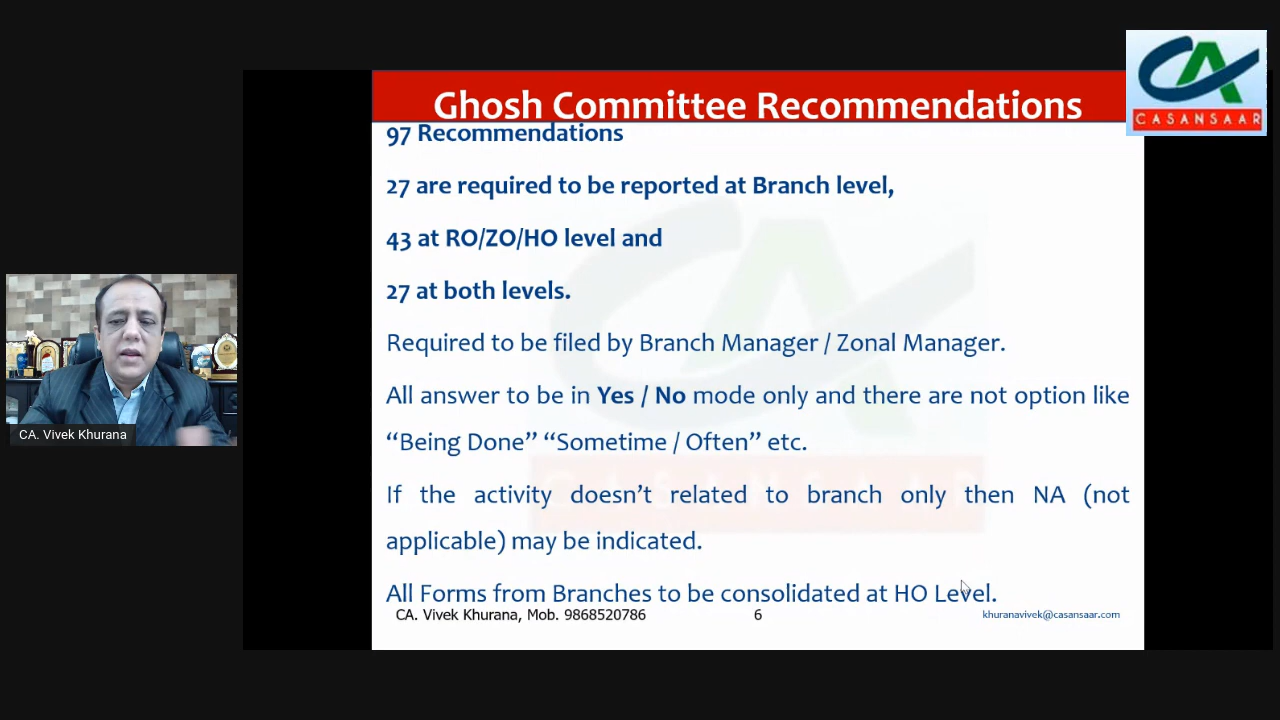 Ghosh Committee Recommendations
CASANSAAR
97 Recommendations
27 are required to be reported at Branch level,
43 at RO/ZO/HO level and
27 at both levels.
Required to be filed by Branch Manager / Zonal Manager.
All answer to be in Yes / No mode only and there are not option like
“Being Done” “Sometime / Often” etc.
If the activity doesn’t related to branch only then NA (not
applicable) may be indicated.
All Forms from Branches to be consolidated at HO Level.
CA. Vivek Khurana, Mob. 9868520786
6
khuranavivek@casansaar.com
CA. Vivek Khurana
CASANSAAR